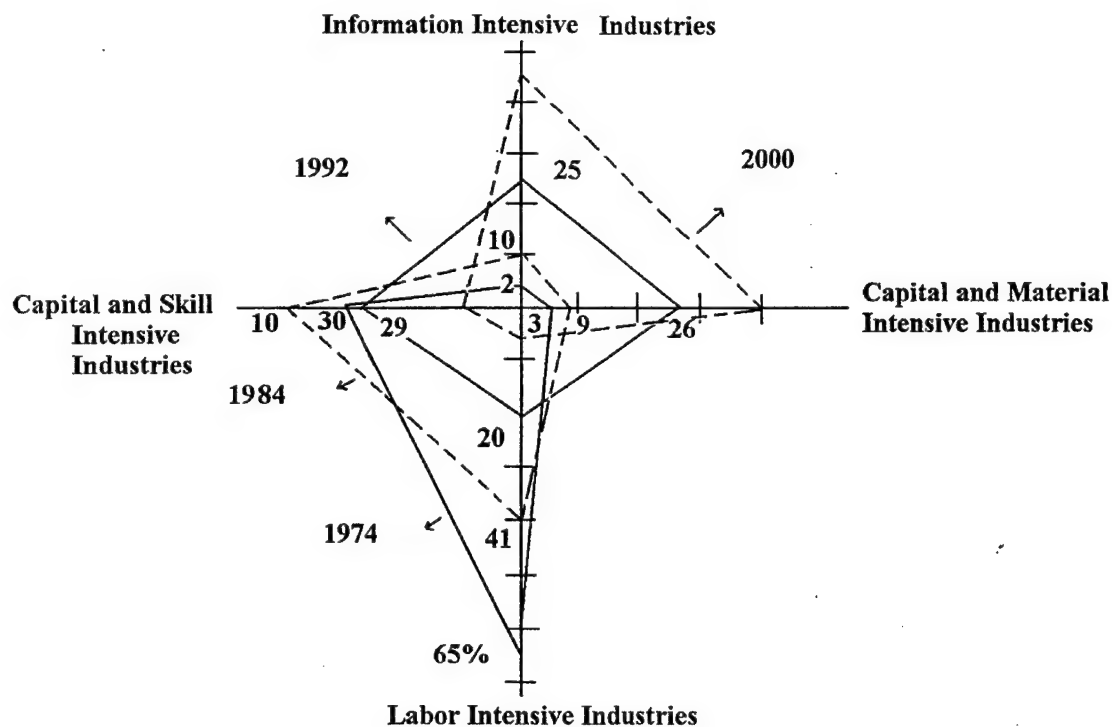 Information Intensive Industries
1992
25
2000
10
2
Capital and Skill
Intensive
Industries
10
30
29
3
9
26
Capital and Material
Intensive Industries
1984
20
1974
41
65%
Labor Intensive Industries